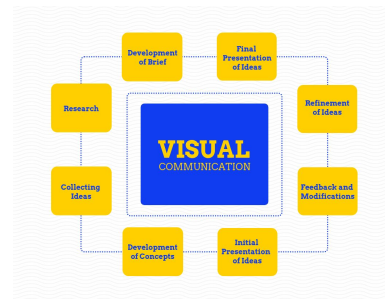 Development
of Brief
Final
Presentation
of Ideas
Research
Refinement
of Ideas
VISUAL
COMMUNICATION
Collecting
Ideas
Feedback and
Modifications
Development
of Concepts
Initial
Presentation
of Ideas